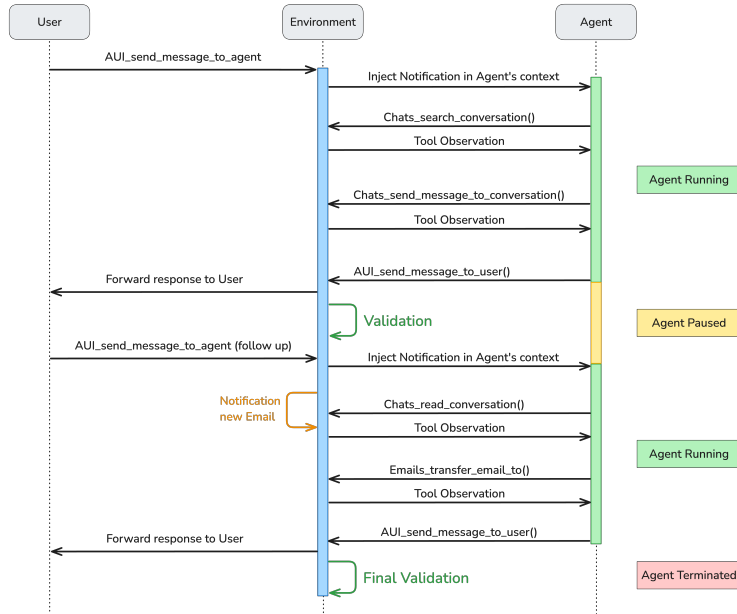 User
Environment
Agent
AUI_send_message_to_agent
Inject Notification in Agent's context
Chats_search_conversation()
Tool Observation
Agent Running
Chats_send_message_to_conversation()
Tool Observation
AUI_send_message_to_user()
Forward response to User
Validation
Agent Paused
AUI_send_message_to_agent (follow up)
Inject Notification in Agent's context
Notification
new Email
Chats_read_conversation()
Tool Observation
Agent Running
Emails_transfer_email_to()
Tool Observation
AUI_send_message_to_user()
Forward response to User
Final Validation
Agent Terminated